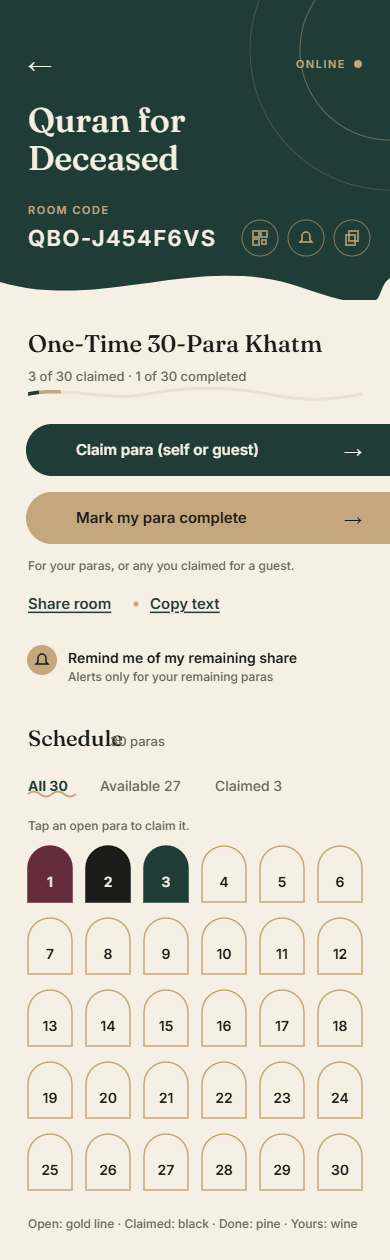 ←
ONLINE
Quran for
Deceased
ROOM CODE
QBO-J454F6VS
One-Time 30-Para Khatm
3 of 30 claimed · 1 of 30 completed
Claim para (self or guest) →
Mark my para complete →
For your paras, or any you claimed for a guest.
Share room • Copy text
Remind me of my remaining share
Alerts only for your remaining paras
Schedule 30 paras
All 30 Available 27 Claimed 3
Tap an open para to claim it.
1 2 3 4 5 6
7 8 9 10 11 12
13 14 15 16 17 18
19 20 21 22 23 24
25 26 27 28 29 30
Open: gold line · Claimed: black · Done: pine · Yours: wine